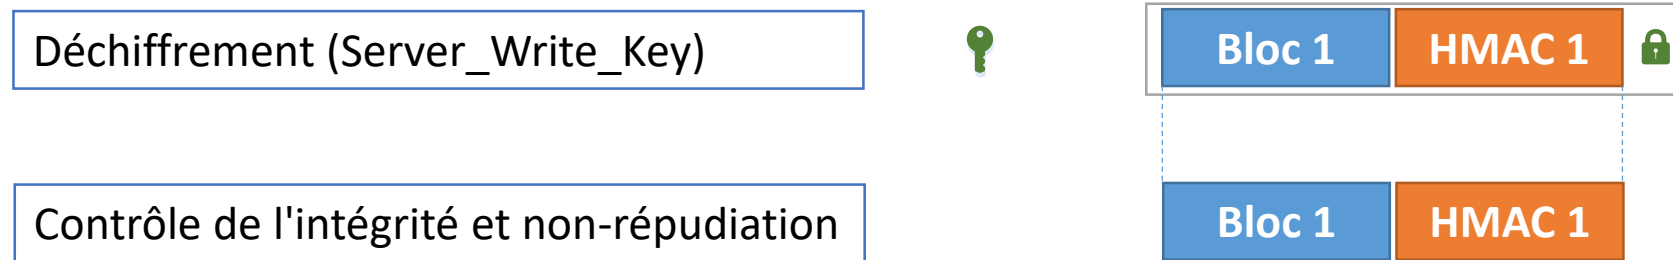 Déchiffrement (Server_Write_Key)
Bloc 1 HMAC 1
Contrôle de l'intégrité et non-répudiation
Bloc 1 HMAC 1